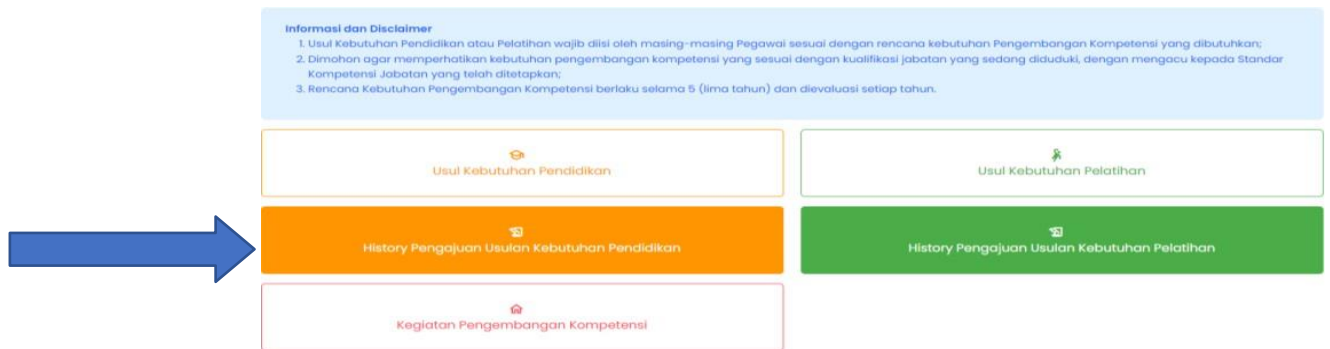 Informasi dan Disclaimer
1. Usul Kebutuhan Pendidikan atau Pelatihan wajib diisi oleh masing-masing Pegawai sesuai dengan rencana kebutuhan Pengembangan Kompetensi yang dibutuhkan;
2. Dimohon agar memperhatikan kebutuhan pengembangan kompetensi yang sesuai dengan kualifikasi jabatan yang sedang diduduki, dengan mengacu kepada Standar
Kompetensi Jabatan yang telah ditetapkan;
3. Rencana Kebutuhan Pengembangan Kompetensi berlaku selama 5 (lima tahun) dan dievaluasi setiap tahun.
Usul Kebutuhan Pendidikan
Usul Kebutuhan Pelatihan
History Pengajuan Usulan Kebutuhan Pendidikan
History Pengajuan Usulan Kebutuhan Pelatihan
Kegiatan Pengembangan Kompetensi